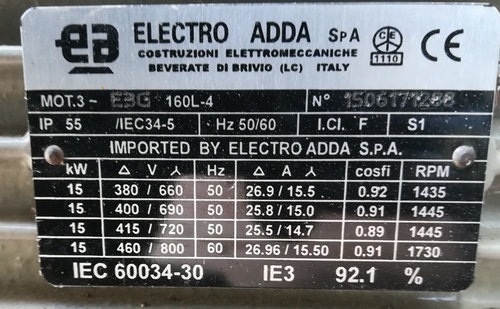 ea ELECTRO ADDA SPA CE 1110 CE
COSTRUZIONI ELETTROMECCANICHE
BEVERATE DI BRIVIO (LC) ITALY
MOT.3~ E3G 160L-4 N° 1506171288
IP 55 /IEC34-5 Hz 50/60 I.Cl. F S1
IMPORTED BY ELECTRO ADDA S.P.A.
kW Δ V ⅄ Hz Δ A ⅄ cosfi RPM
15 380 / 660 50 26.9 / 15.5 0.92 1435
15 400 / 690 50 25.8 / 15.0 0.91 1445
15 415 / 720 50 25.5 / 14.7 0.89 1445
15 460 / 800 60 26.96 / 15.50 0.91 1730
IEC 60034-30 IE3 92.1 %